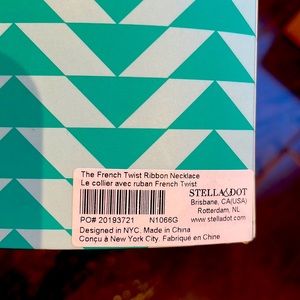 The French Twist Ribbon Necklace
Le collier avec ruban French Twist
STELLA&DOT
Brisbane, CA(USA)
Rotterdam, NL
www.stelladot.com
PO# 20193721 N1066G
Designed in NYC, Made in China
Conçu à New York City. Fabriqué en Chine